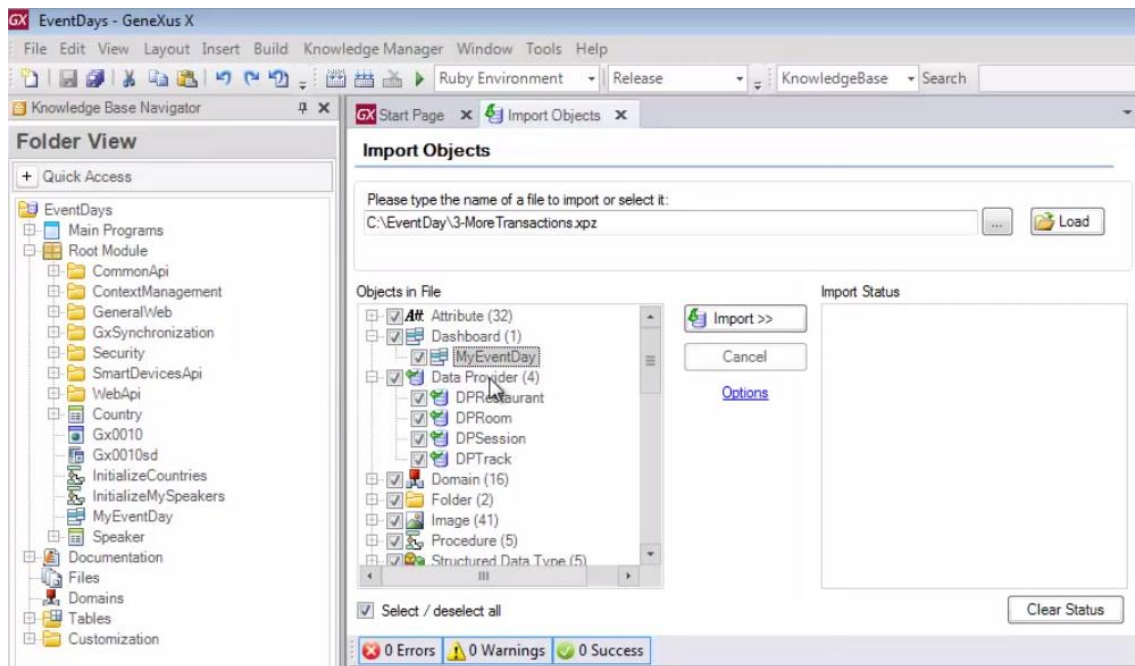 GX EventDays - GeneXus X
File Edit View Layout Insert Build Knowledge Manager Window Tools Help
Ruby Environment Release KnowledgeBase Search
Knowledge Base Navigator
Folder View
+ Quick Access
EventDays
Main Programs
Root Module
CommonApi
ContextManagement
GeneralWeb
GxSynchronization
Security
SmartDevicesApi
WebApi
Country
Gx0010
Gx0010sd
InitializeCountries
InitializeMySpeakers
MyEventDay
Speaker
Documentation
Files
Domains
Tables
Customization
GX Start Page Import Objects
Import Objects
Please type the name of a file to import or select it:
C:\EventDay\3-MoreTransactions.xpz ... Load
Objects in File
Att Attribute (32)
Dashboard (1)
MyEventDay
Data Provider (4)
DPRestaurant
DPRoom
DPSession
DPTrack
Domain (16)
Folder (2)
Image (41)
Procedure (5)
Structured Data Type (5)
Select / deselect all
Import >>
Cancel
Options
Import Status
Clear Status
0 Errors 0 Warnings 0 Success